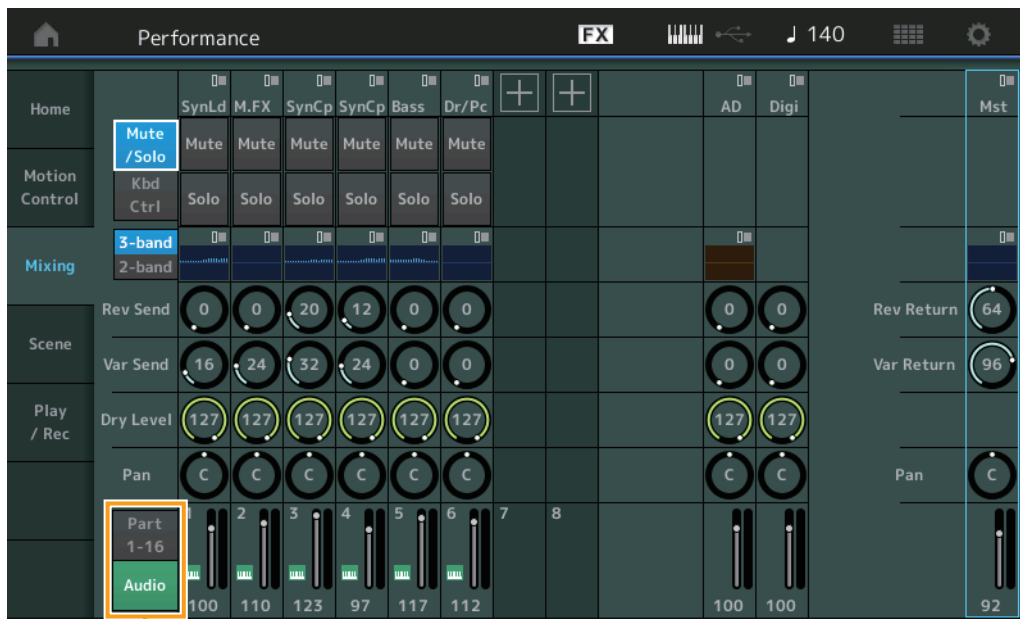 Performance FX 140
SynLd M.FX SynCp SynCp Bass Dr/Pc AD Digi Mst
Home
Mute
/Solo
Mute Mute Mute Mute Mute Mute
Motion
Control
Kbd
Ctrl
Solo Solo Solo Solo Solo Solo
3-band
2-band
Mixing
Rev Send 0 0 20 12 0 0 0 0 Rev Return 64
Scene
Var Send 16 24 32 24 0 0 0 0 Var Return 96
Play
/ Rec
Dry Level 127 127 127 127 127 127 127 127
Pan C C C C C C C C Pan C
Part
1-16
1 2 3 4 5 6 7 8
Audio
100 110 123 97 117 112 100 100 92